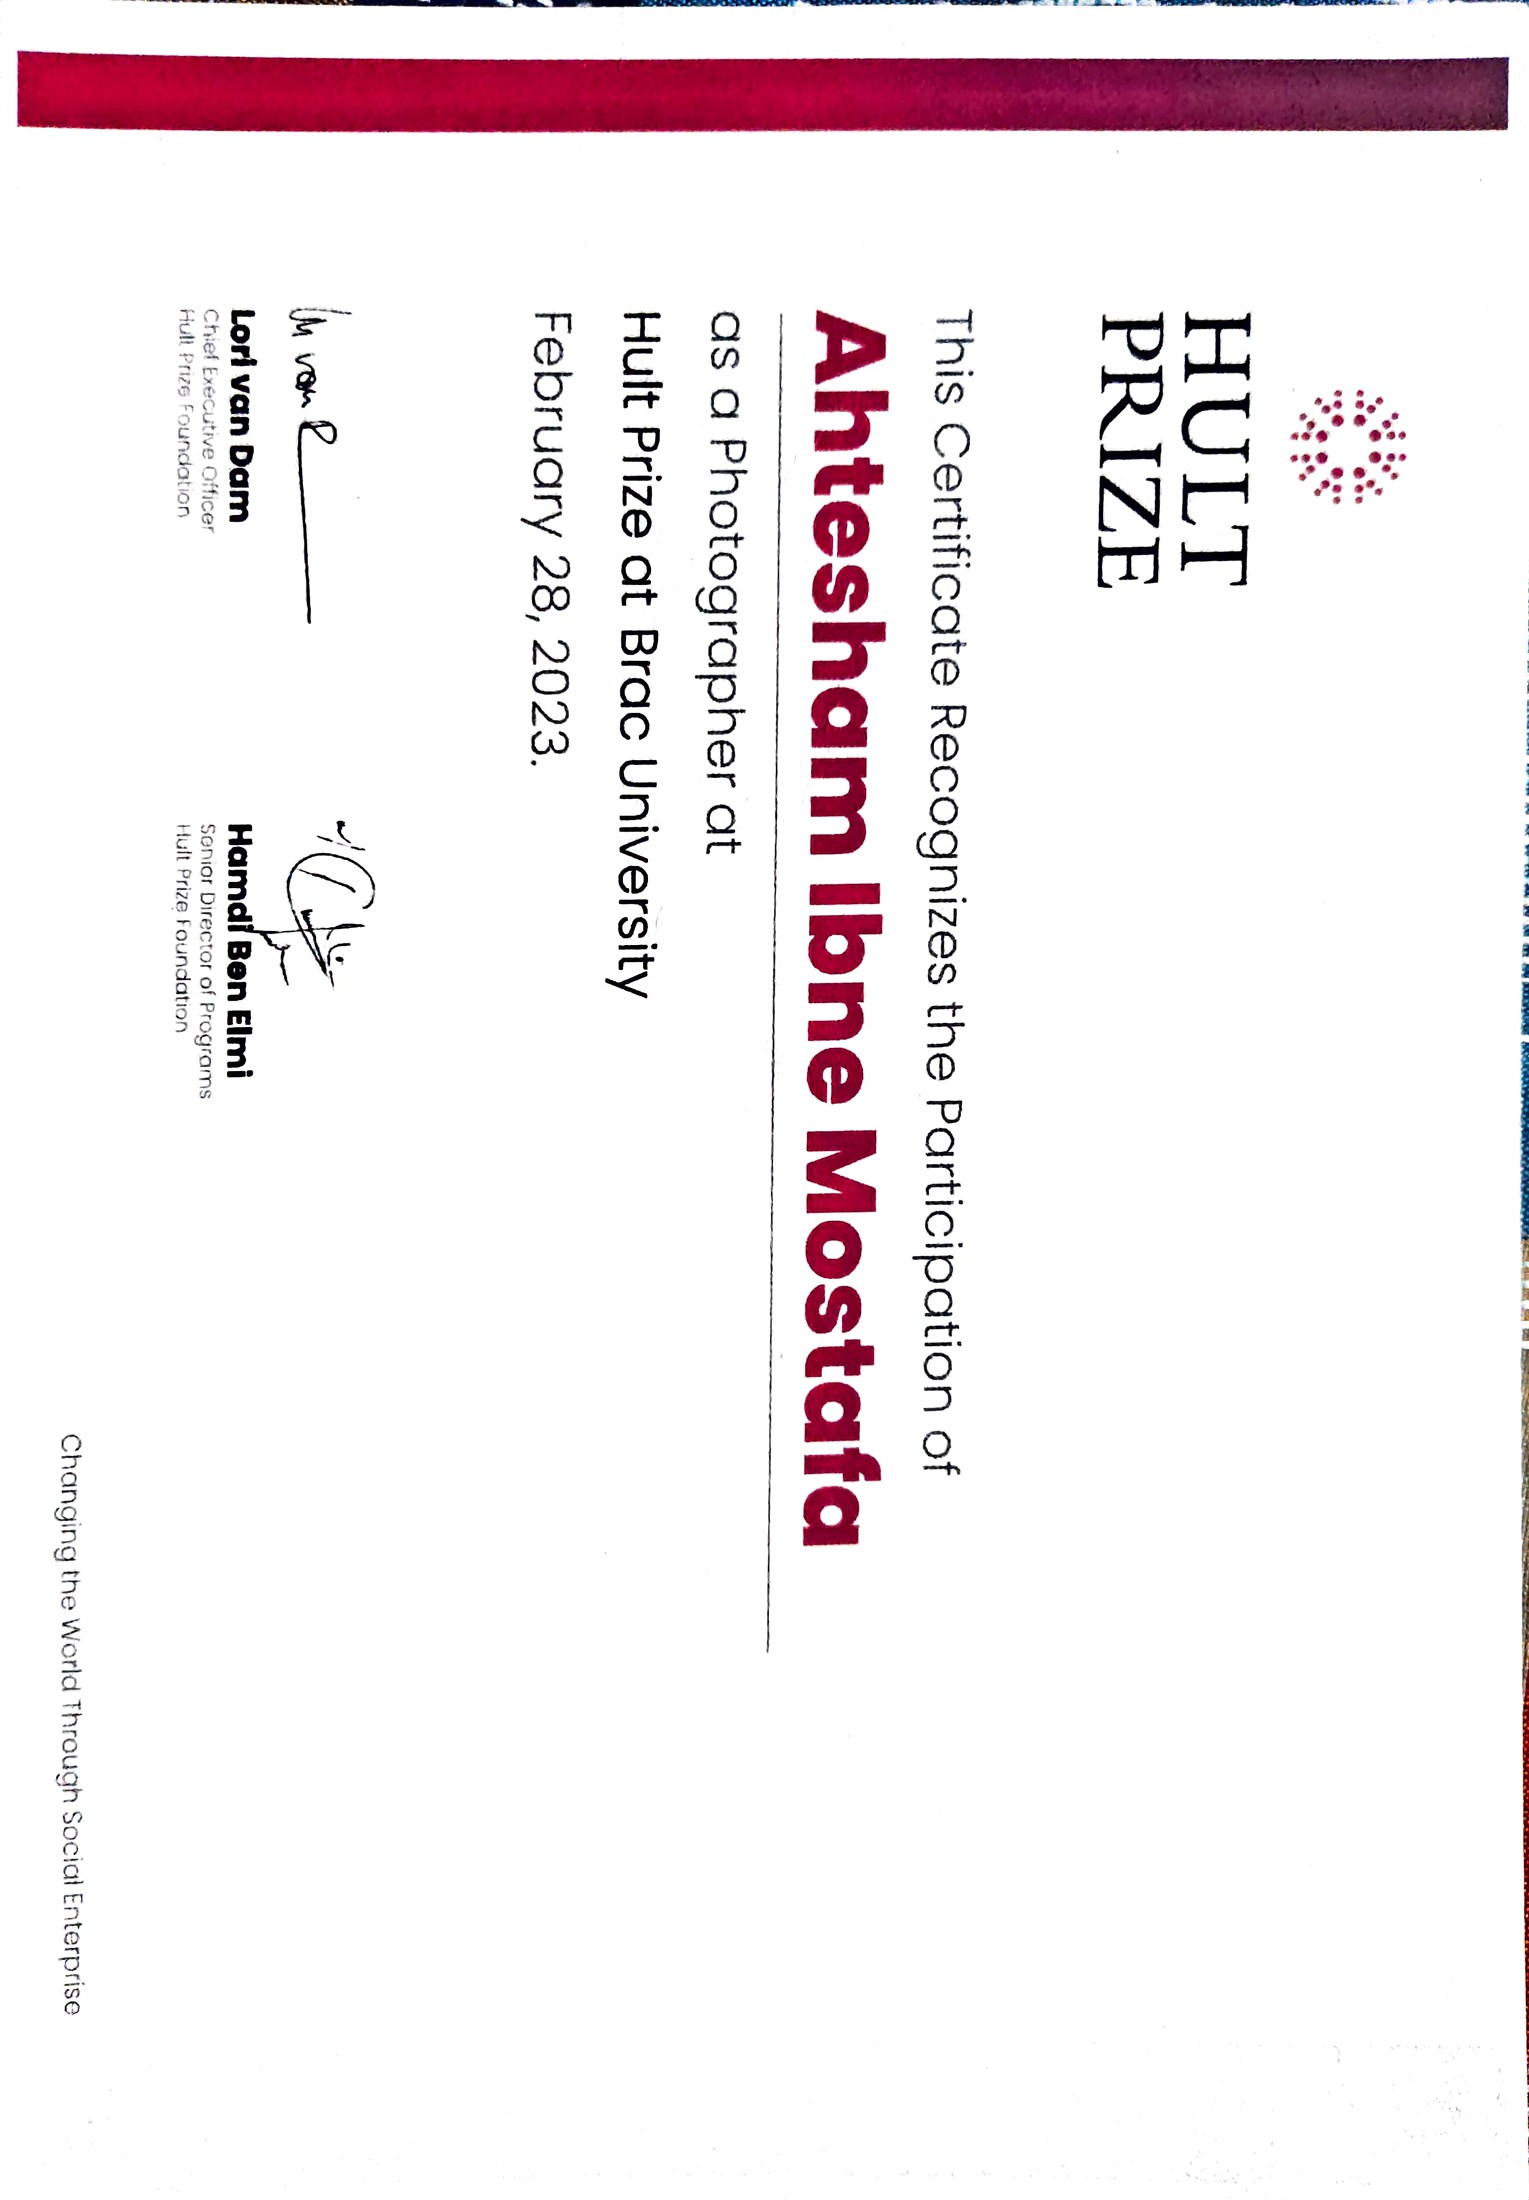 HULT
PRIZE
This Certificate Recognizes the Participation of
Ahtesham Ibne Mostafa
as a Photographer at
Hult Prize at Brac University
February 28, 2023.
Lori van Dam
Chief Executive Officer
Hult Prize Foundation
Hamdi Ben Elmi
Senior Director of Programs
Hult Prize Foundation
Changing the World Through Social Enterprise